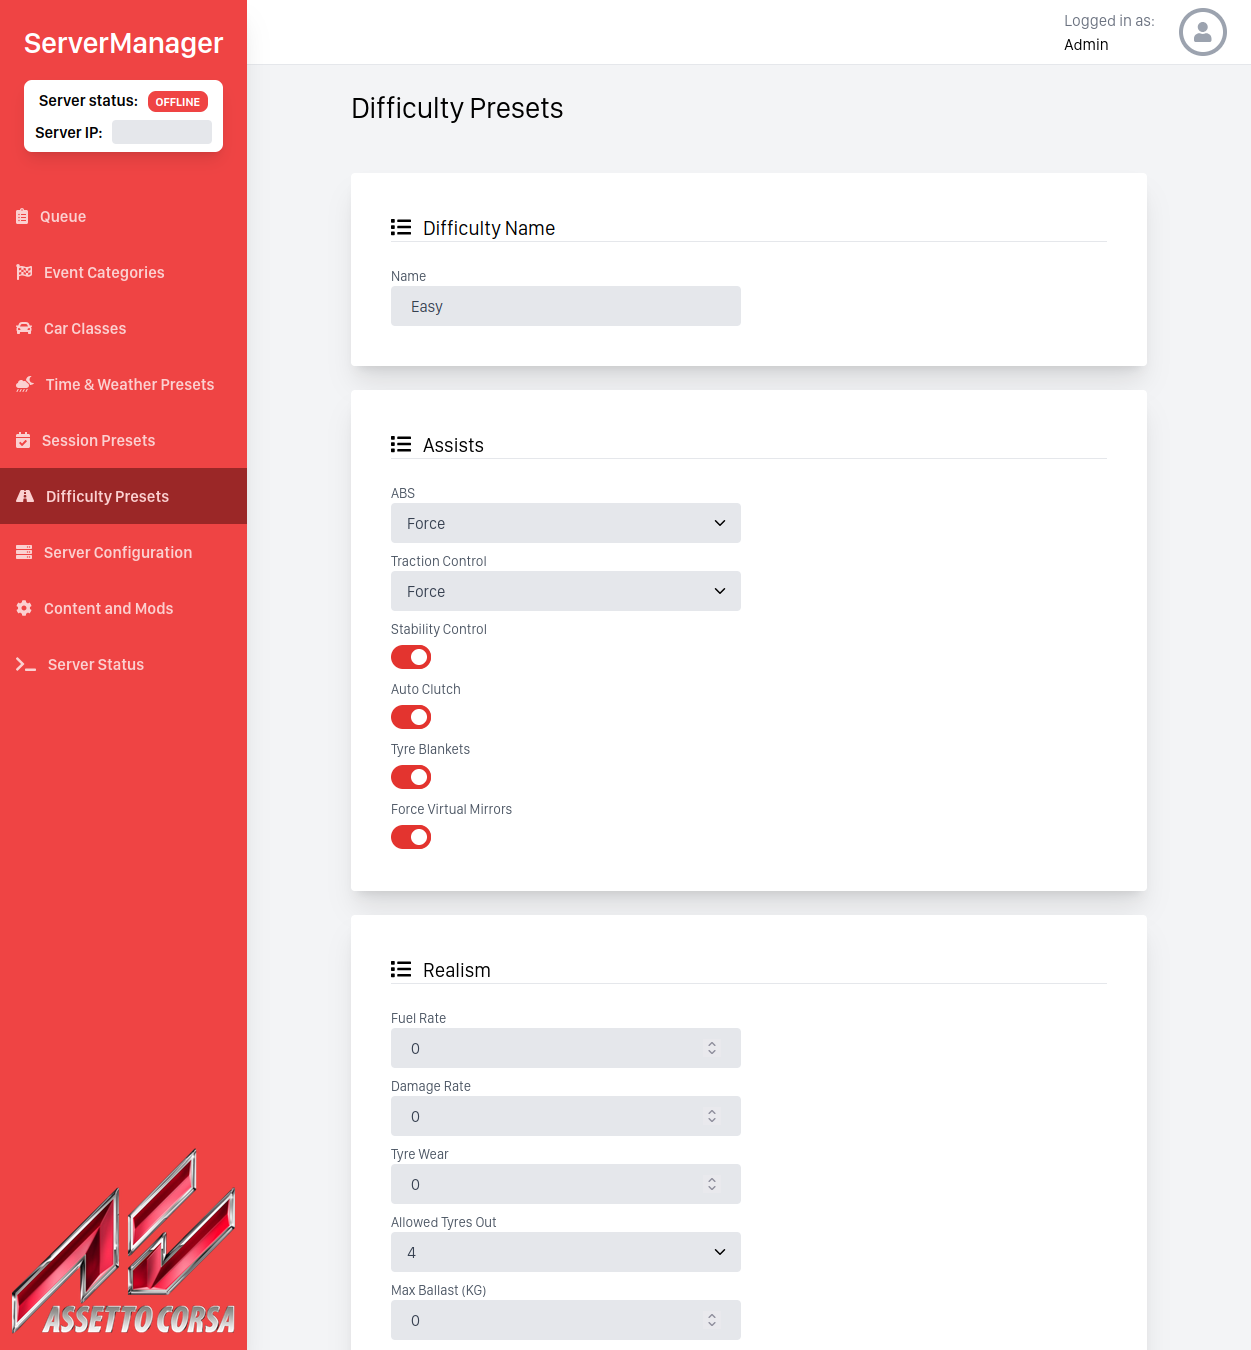 ServerManager
Server status: OFFLINE
Server IP:
Queue
Event Categories
Car Classes
Time & Weather Presets
Session Presets
Difficulty Presets
Server Configuration
Content and Mods
Server Status
ASSETTO CORSA
Logged in as:
Admin
Difficulty Presets
Difficulty Name
Name
Easy
Assists
ABS
Force
Traction Control
Force
Stability Control
Auto Clutch
Tyre Blankets
Force Virtual Mirrors
Realism
Fuel Rate
0
Damage Rate
0
Tyre Wear
0
Allowed Tyres Out
4
Max Ballast (KG)
0